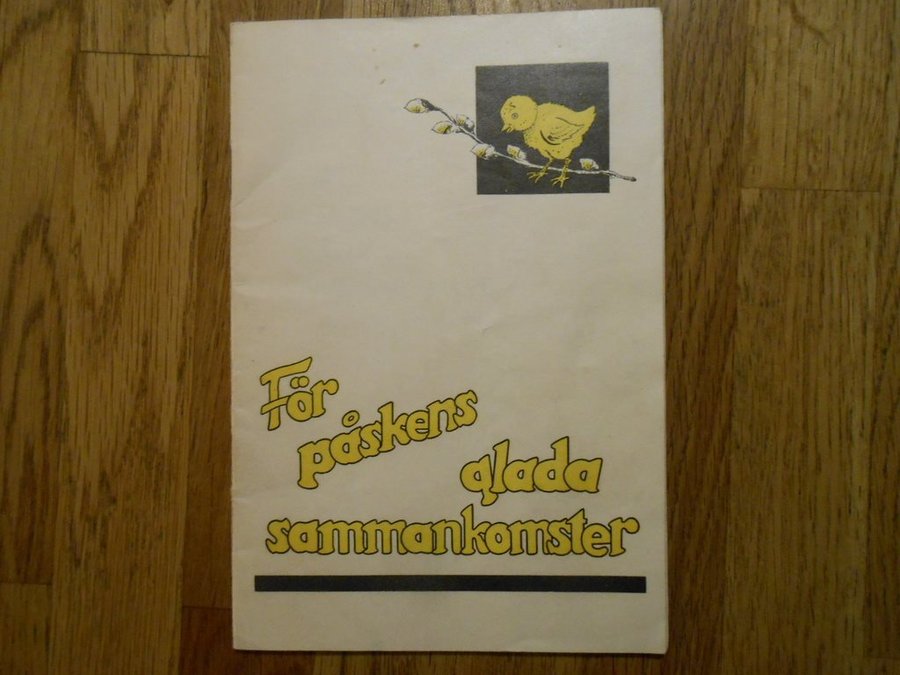 För
påskens
glada
sammankomster